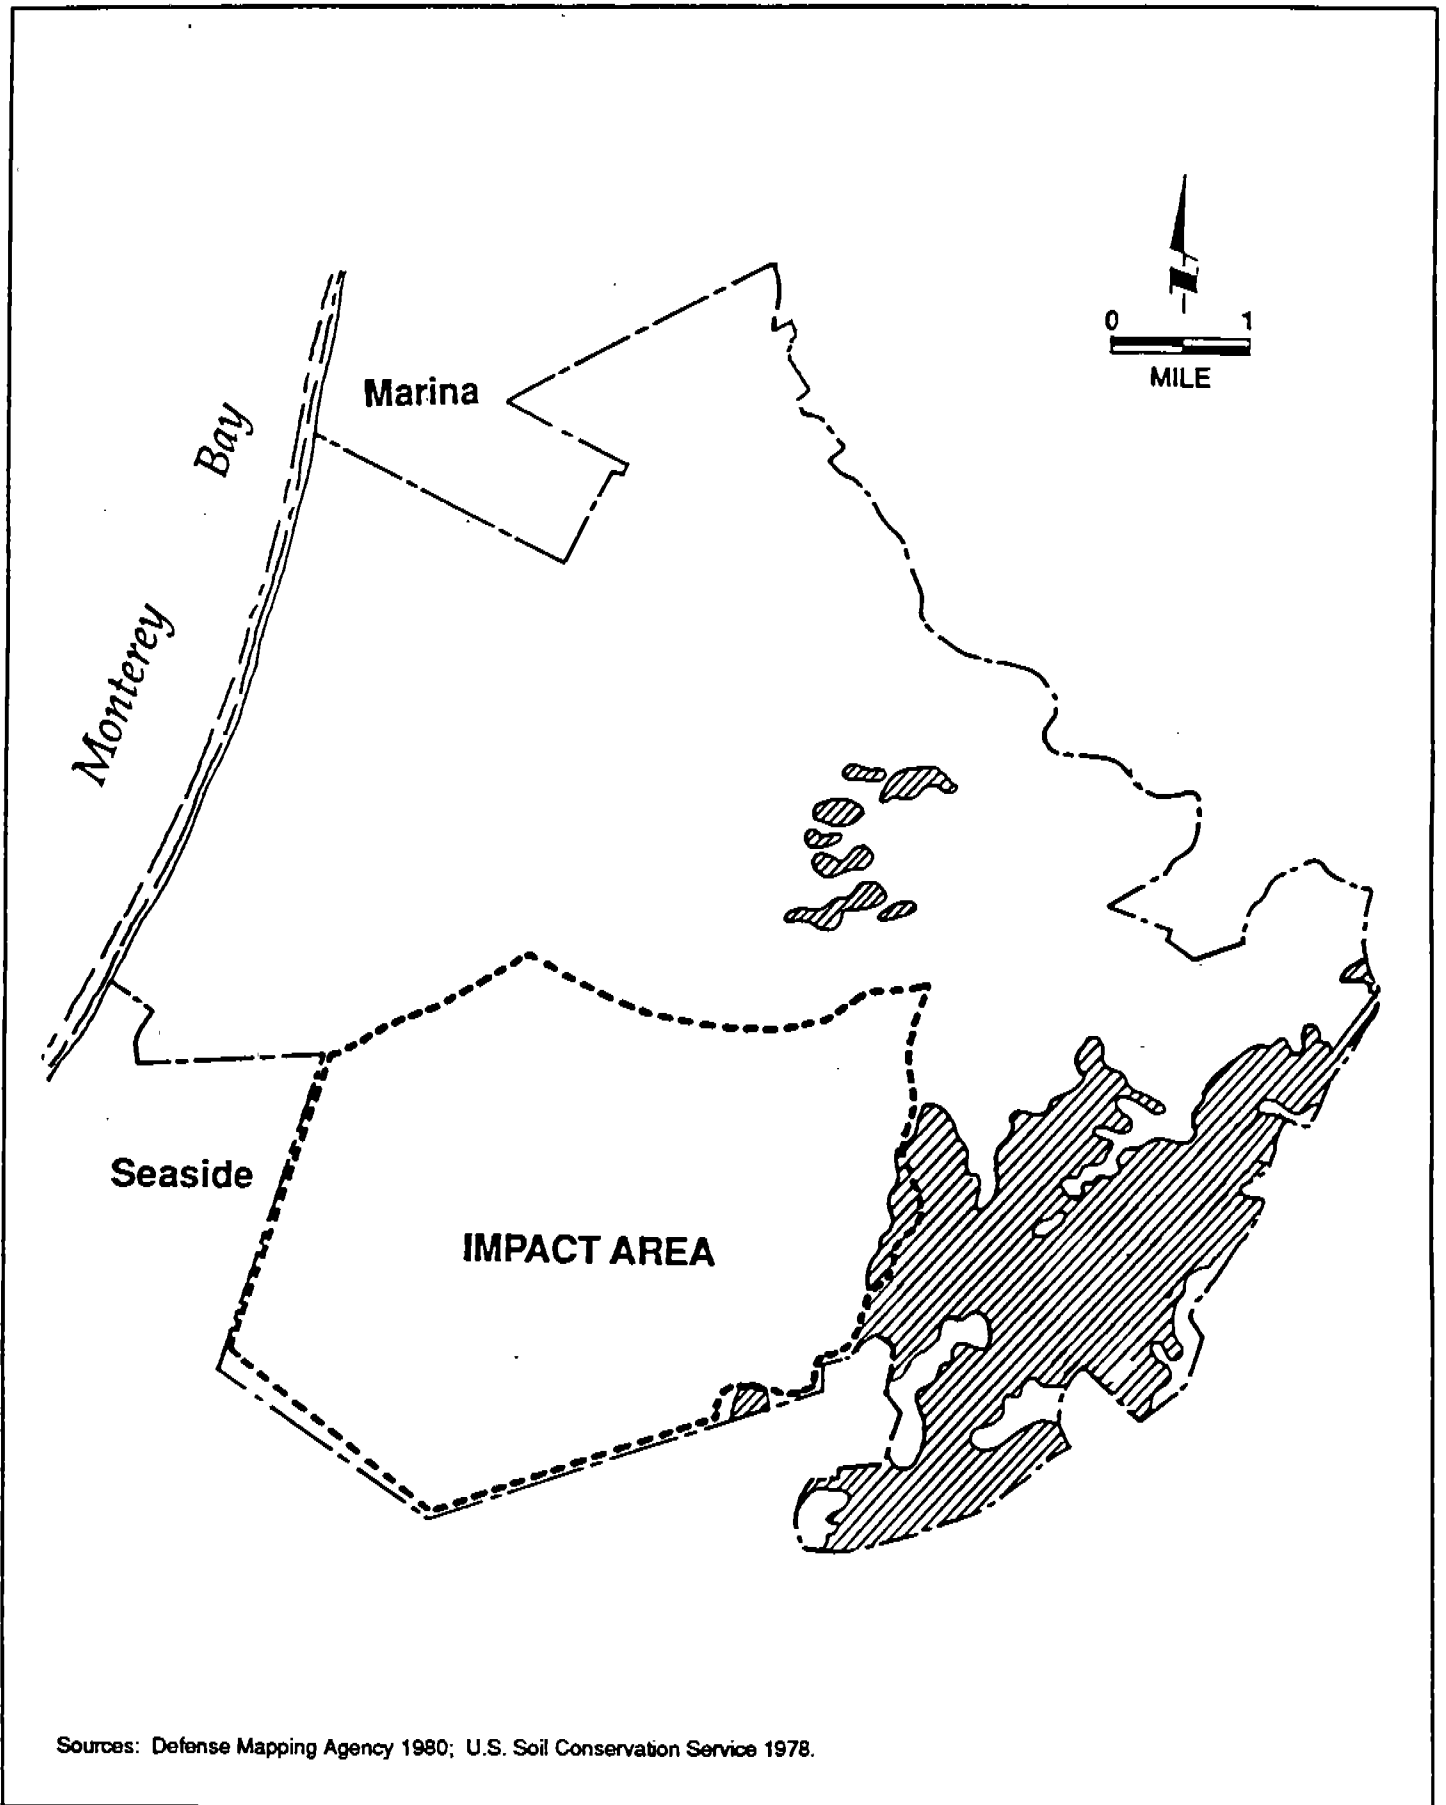 N
0 1
MILE
Marina
Monterey Bay
Seaside
IMPACT AREA
Sources: Defense Mapping Agency 1980; U.S. Soil Conservation Service 1978.